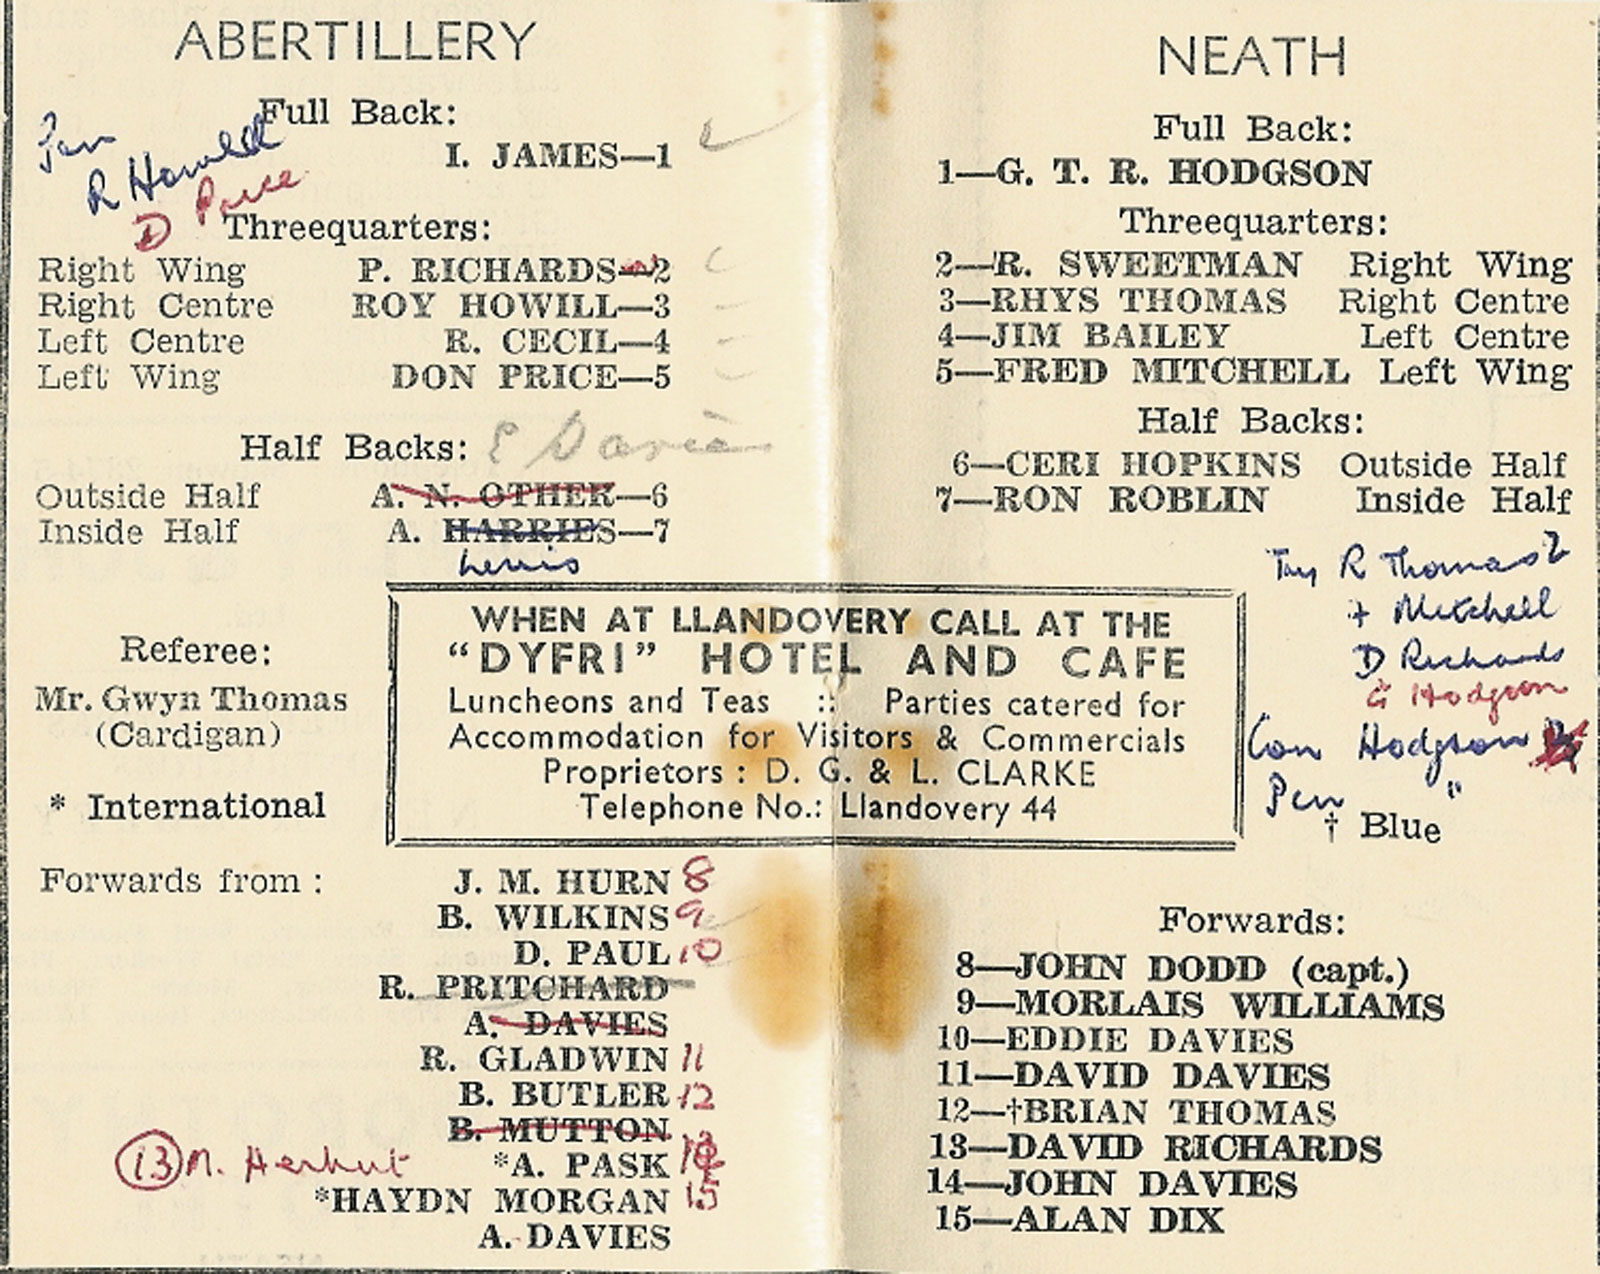 ABERTILLERY
Full Back:
Pen
R Howell
D Price
I. JAMES—1
Threequarters:
Right Wing P. RICHARDS—2
Right Centre ROY HOWILL—3
Left Centre R. CECIL—4
Left Wing DON PRICE—5
Half Backs: E Davies
Outside Half A. N. OTHER—6
Inside Half A. HARRIES—7
Lewis
Referee:
Mr. Gwyn Thomas
(Cardigan)
* International
WHEN AT LLANDOVERY CALL AT THE
“DYFRI” HOTEL AND CAFE
Luncheons and Teas :: Parties catered for
Accommodation for Visitors & Commercials
Proprietors : D. G. & L. CLARKE
Telephone No.: Llandovery 44
Forwards from :
J. M. HURN 8
B. WILKINS 9
D. PAUL 10
R. PRITCHARD
A. DAVIES
R. GLADWIN 11
B. BUTLER 12
B. MUTTON
13 M. Herbut *A. PASK 14
*HAYDN MORGAN 15
A. DAVIES
NEATH
Full Back:
1—G. T. R. HODGSON
Threequarters:
2—R. SWEETMAN Right Wing
3—RHYS THOMAS Right Centre
4—JIM BAILEY Left Centre
5—FRED MITCHELL Left Wing
Half Backs:
6—CERI HOPKINS Outside Half
7—RON ROBLIN Inside Half
Try R Thomas 2
+ Mitchell
D Richards
G Hodgson
Con Hodgson
Pen "
† Blue
Forwards:
8—JOHN DODD (capt.)
9—MORLAIS WILLIAMS
10—EDDIE DAVIES
11—DAVID DAVIES
12—†BRIAN THOMAS
13—DAVID RICHARDS
14—JOHN DAVIES
15—ALAN DIX